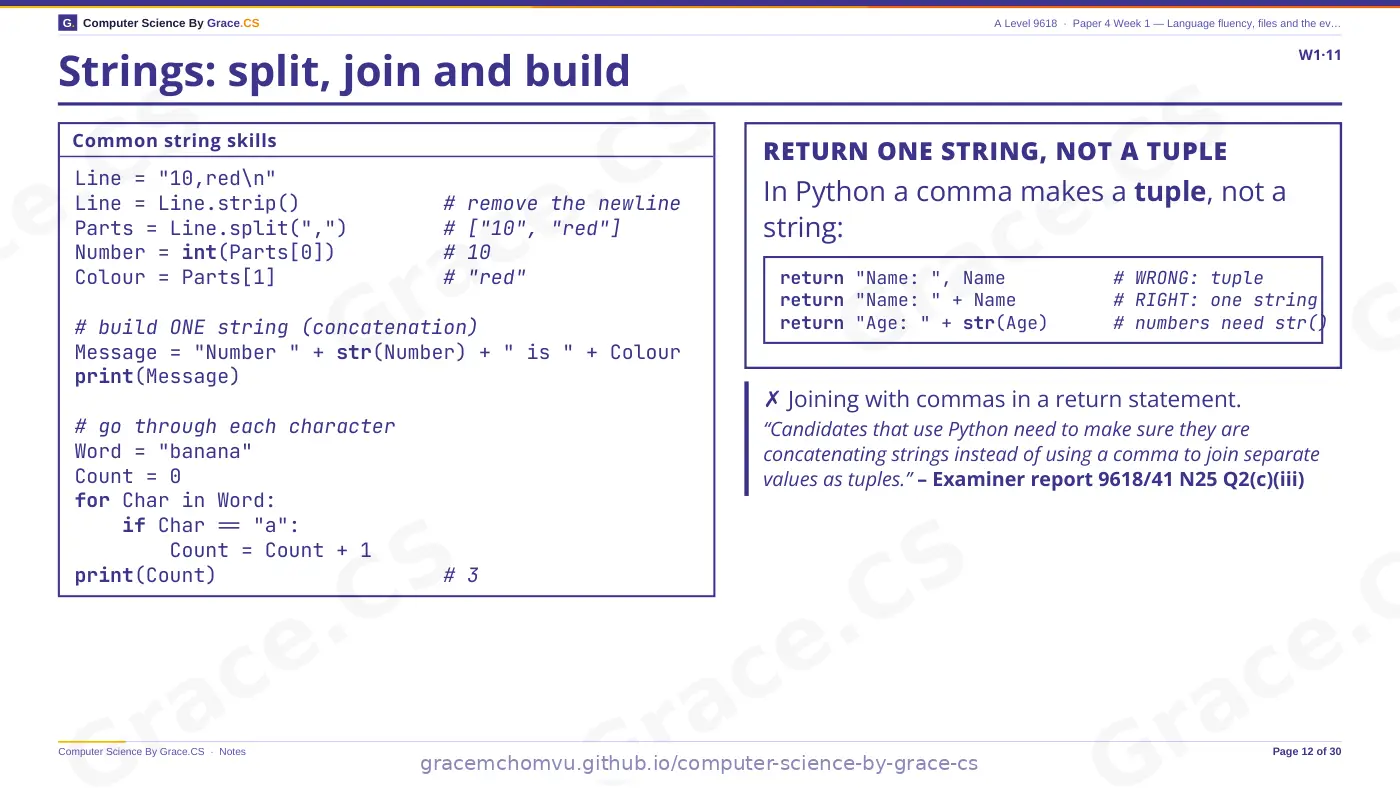 G. Computer Science By Grace.CS
A Level 9618 · Paper 4 Week 1 — Language fluency, files and the ev…
Strings: split, join and build
W1·11
Common string skills
Line = "10,red\n"
Line = Line.strip() # remove the newline
Parts = Line.split(",") # ["10", "red"]
Number = int(Parts[0]) # 10
Colour = Parts[1] # "red"
# build ONE string (concatenation)
Message = "Number " + str(Number) + " is " + Colour
print(Message)
# go through each character
Word = "banana"
Count = 0
for Char in Word:
    if Char == "a":
        Count = Count + 1
print(Count) # 3
RETURN ONE STRING, NOT A TUPLE
In Python a comma makes a tuple, not a
string:
return "Name: ", Name # WRONG: tuple
return "Name: " + Name # RIGHT: one string
return "Age: " + str(Age) # numbers need str()
✗ Joining with commas in a return statement.
“Candidates that use Python need to make sure they are
concatenating strings instead of using a comma to join separate
values as tuples.” – Examiner report 9618/41 N25 Q2(c)(iii)
Computer Science By Grace.CS · Notes
gracemchomvu.github.io/computer-science-by-grace-cs
Page 12 of 30